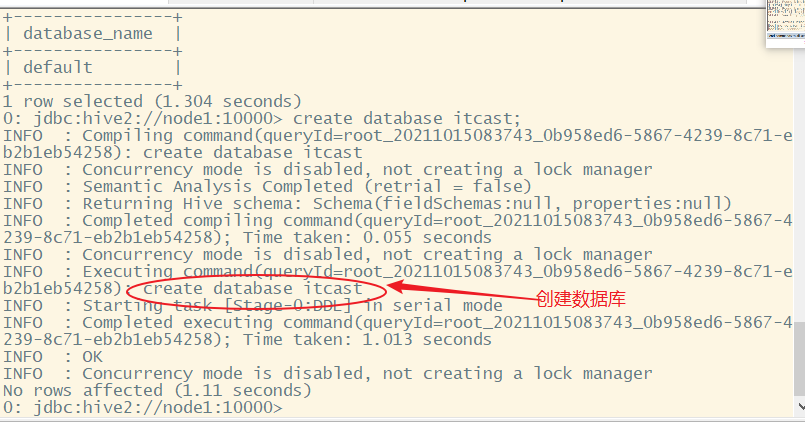 +----------------+
| database_name  |
+----------------+
| default        |
+----------------+
1 row selected (1.304 seconds)
0: jdbc:hive2://node1:10000> create database itcast;
INFO  : Compiling command(queryId=root_20211015083743_0b958ed6-5867-4239-8c71-e
b2b1eb54258): create database itcast
INFO  : Concurrency mode is disabled, not creating a lock manager
INFO  : Semantic Analysis Completed (retrial = false)
INFO  : Returning Hive schema: Schema(fieldSchemas:null, properties:null)
INFO  : Completed compiling command(queryId=root_20211015083743_0b958ed6-5867-4
239-8c71-eb2b1eb54258); Time taken: 0.055 seconds
INFO  : Concurrency mode is disabled, not creating a lock manager
INFO  : Executing command(queryId=root_20211015083743_0b958ed6-5867-4239-8c71-e
b2b1eb54258): create database itcast
创建数据库
INFO  : Starting task [Stage-0:DDL] in serial mode
INFO  : Completed executing command(queryId=root_20211015083743_0b958ed6-5867-4
239-8c71-eb2b1eb54258); Time taken: 1.013 seconds
INFO  : OK
INFO  : Concurrency mode is disabled, not creating a lock manager
No rows affected (1.11 seconds)
0: jdbc:hive2://node1:10000>